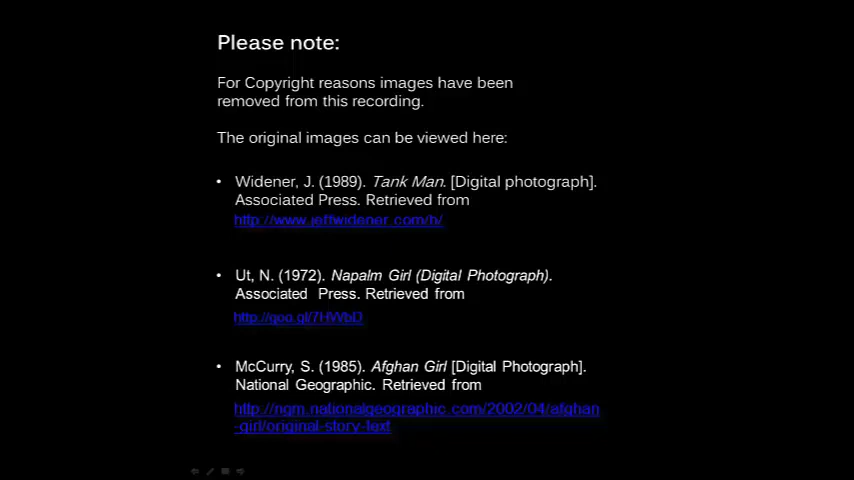 Please note:
For Copyright reasons images have been
removed from this recording.
The original images can be viewed here:
• Widener, J. (1989). Tank Man. [Digital photograph].
Associated Press. Retrieved from
http://www.jeffwidener.com/b/
• Ut, N. (1972). Napalm Girl (Digital Photograph).
Associated Press. Retrieved from
http://goo.gl/7HWbD
• McCurry, S. (1985). Afghan Girl [Digital Photograph].
National Geographic. Retrieved from
http://ngm.nationalgeographic.com/2002/04/afghan
-girl/original-story-text